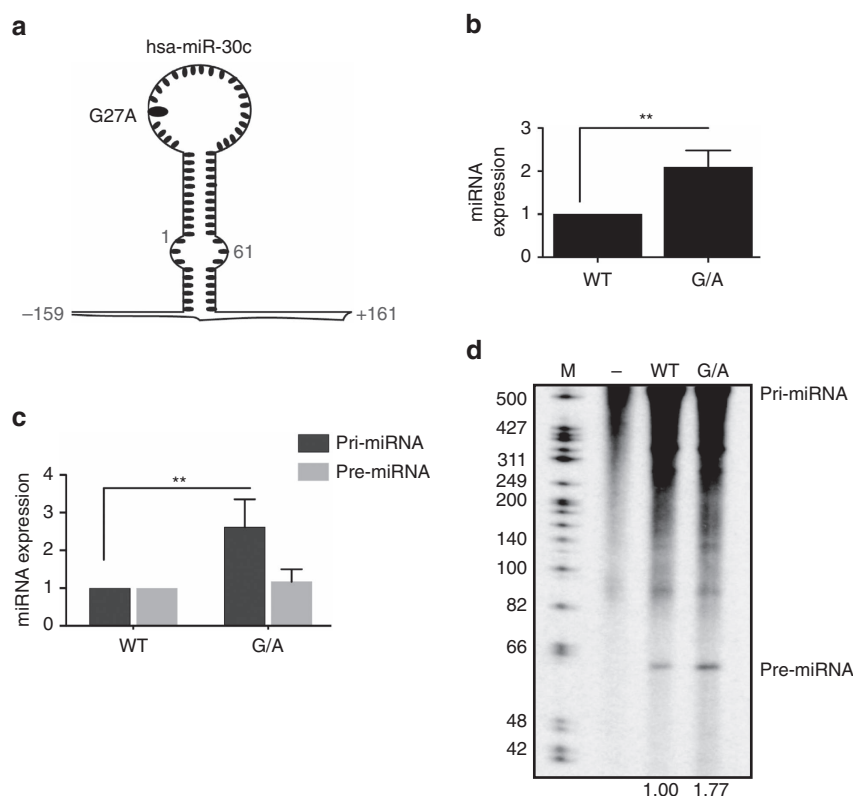 a
hsa-miR-30c
G27A
1
61
–159
+161
b
miRNA
expression
3
2
1
0
**
WT
G/A
c
Pri-miRNA
Pre-miRNA
miRNA expression
4
3
2
1
0
**
WT
G/A
d
M
–
WT
G/A
500
427
311
249
200
140
100
82
66
48
42
Pri-miRNA
Pre-miRNA
1.00
1.77